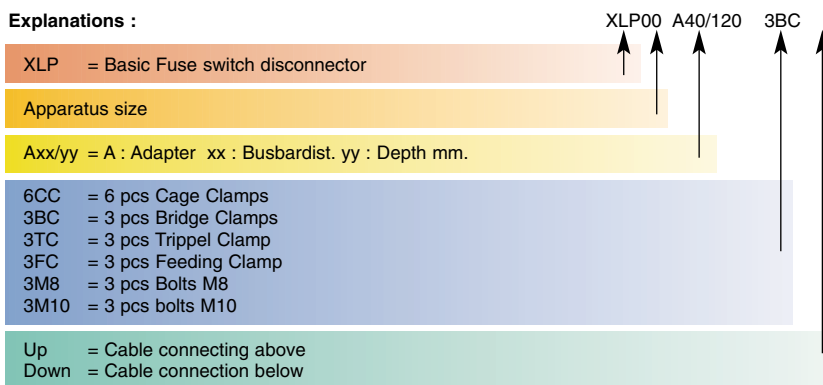 Explanations : XLP00 A40/120 3BC
XLP = Basic Fuse switch disconnector
Apparatus size
Axx/yy = A : Adapter xx : Busbardist. yy : Depth mm.
6CC = 6 pcs Cage Clamps
3BC = 3 pcs Bridge Clamps
3TC = 3 pcs Trippel Clamp
3FC = 3 pcs Feeding Clamp
3M8 = 3 pcs Bolts M8
3M10 = 3 pcs bolts M10
Up = Cable connecting above
Down = Cable connection below